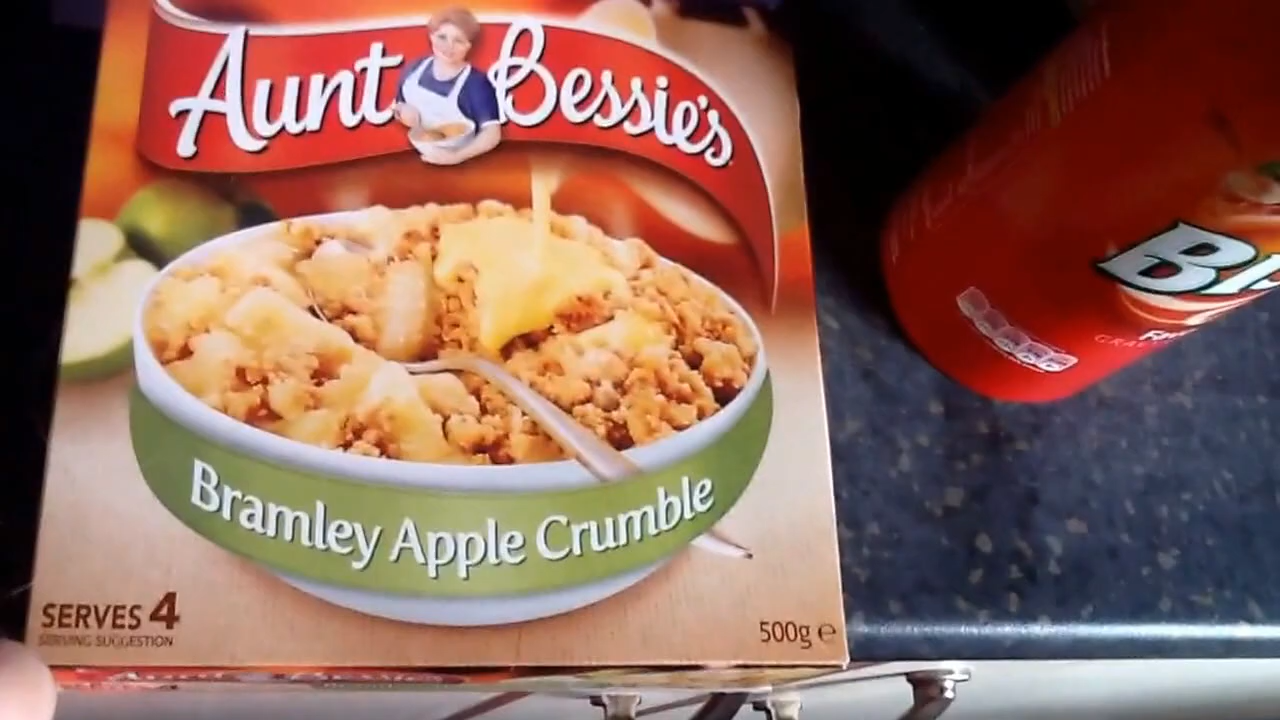 Aunt Bessie's
Bramley Apple Crumble
SERVES 4
SERVING SUGGESTION
500g e